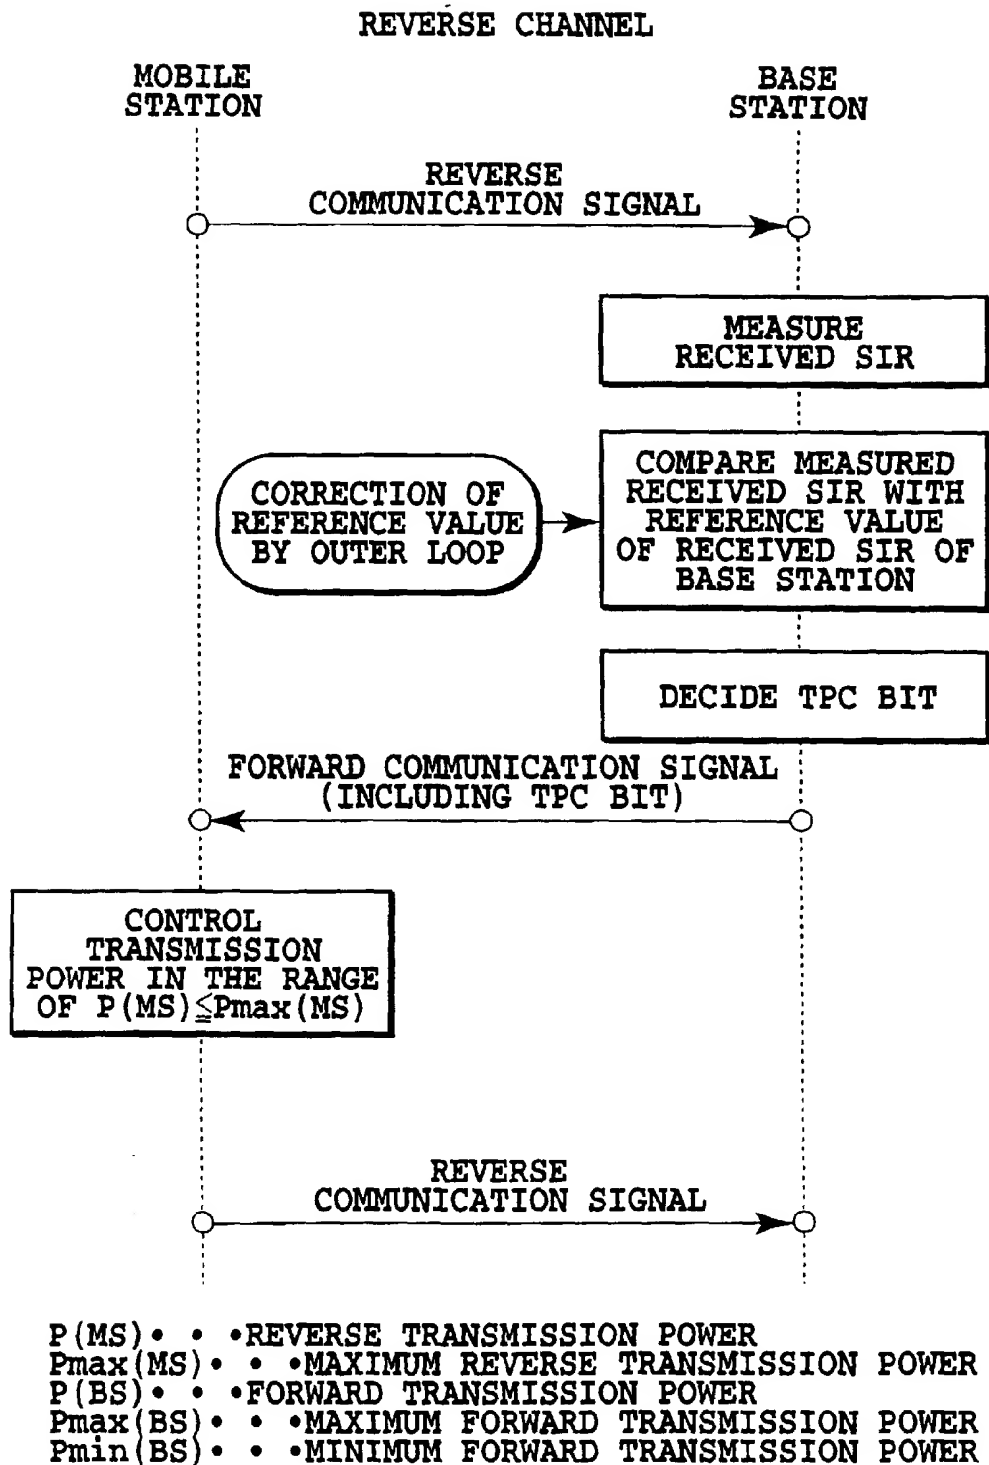 REVERSE CHANNEL
MOBILE
STATION
BASE
STATION
REVERSE
COMMUNICATION SIGNAL
MEASURE
RECEIVED SIR
CORRECTION OF
REFERENCE VALUE
BY OUTER LOOP
COMPARE MEASURED
RECEIVED SIR WITH
REFERENCE VALUE
OF RECEIVED SIR OF
BASE STATION
DECIDE TPC BIT
FORWARD COMMUNICATION SIGNAL
(INCLUDING TPC BIT)
CONTROL
TRANSMISSION
POWER IN THE RANGE
OF P(MS)≦Pmax(MS)
REVERSE
COMMUNICATION SIGNAL
P(MS)• • •REVERSE TRANSMISSION POWER
Pmax(MS)• • •MAXIMUM REVERSE TRANSMISSION POWER
P(BS)• • •FORWARD TRANSMISSION POWER
Pmax(BS)• • •MAXIMUM FORWARD TRANSMISSION POWER
Pmin(BS)• • •MINIMUM FORWARD TRANSMISSION POWER